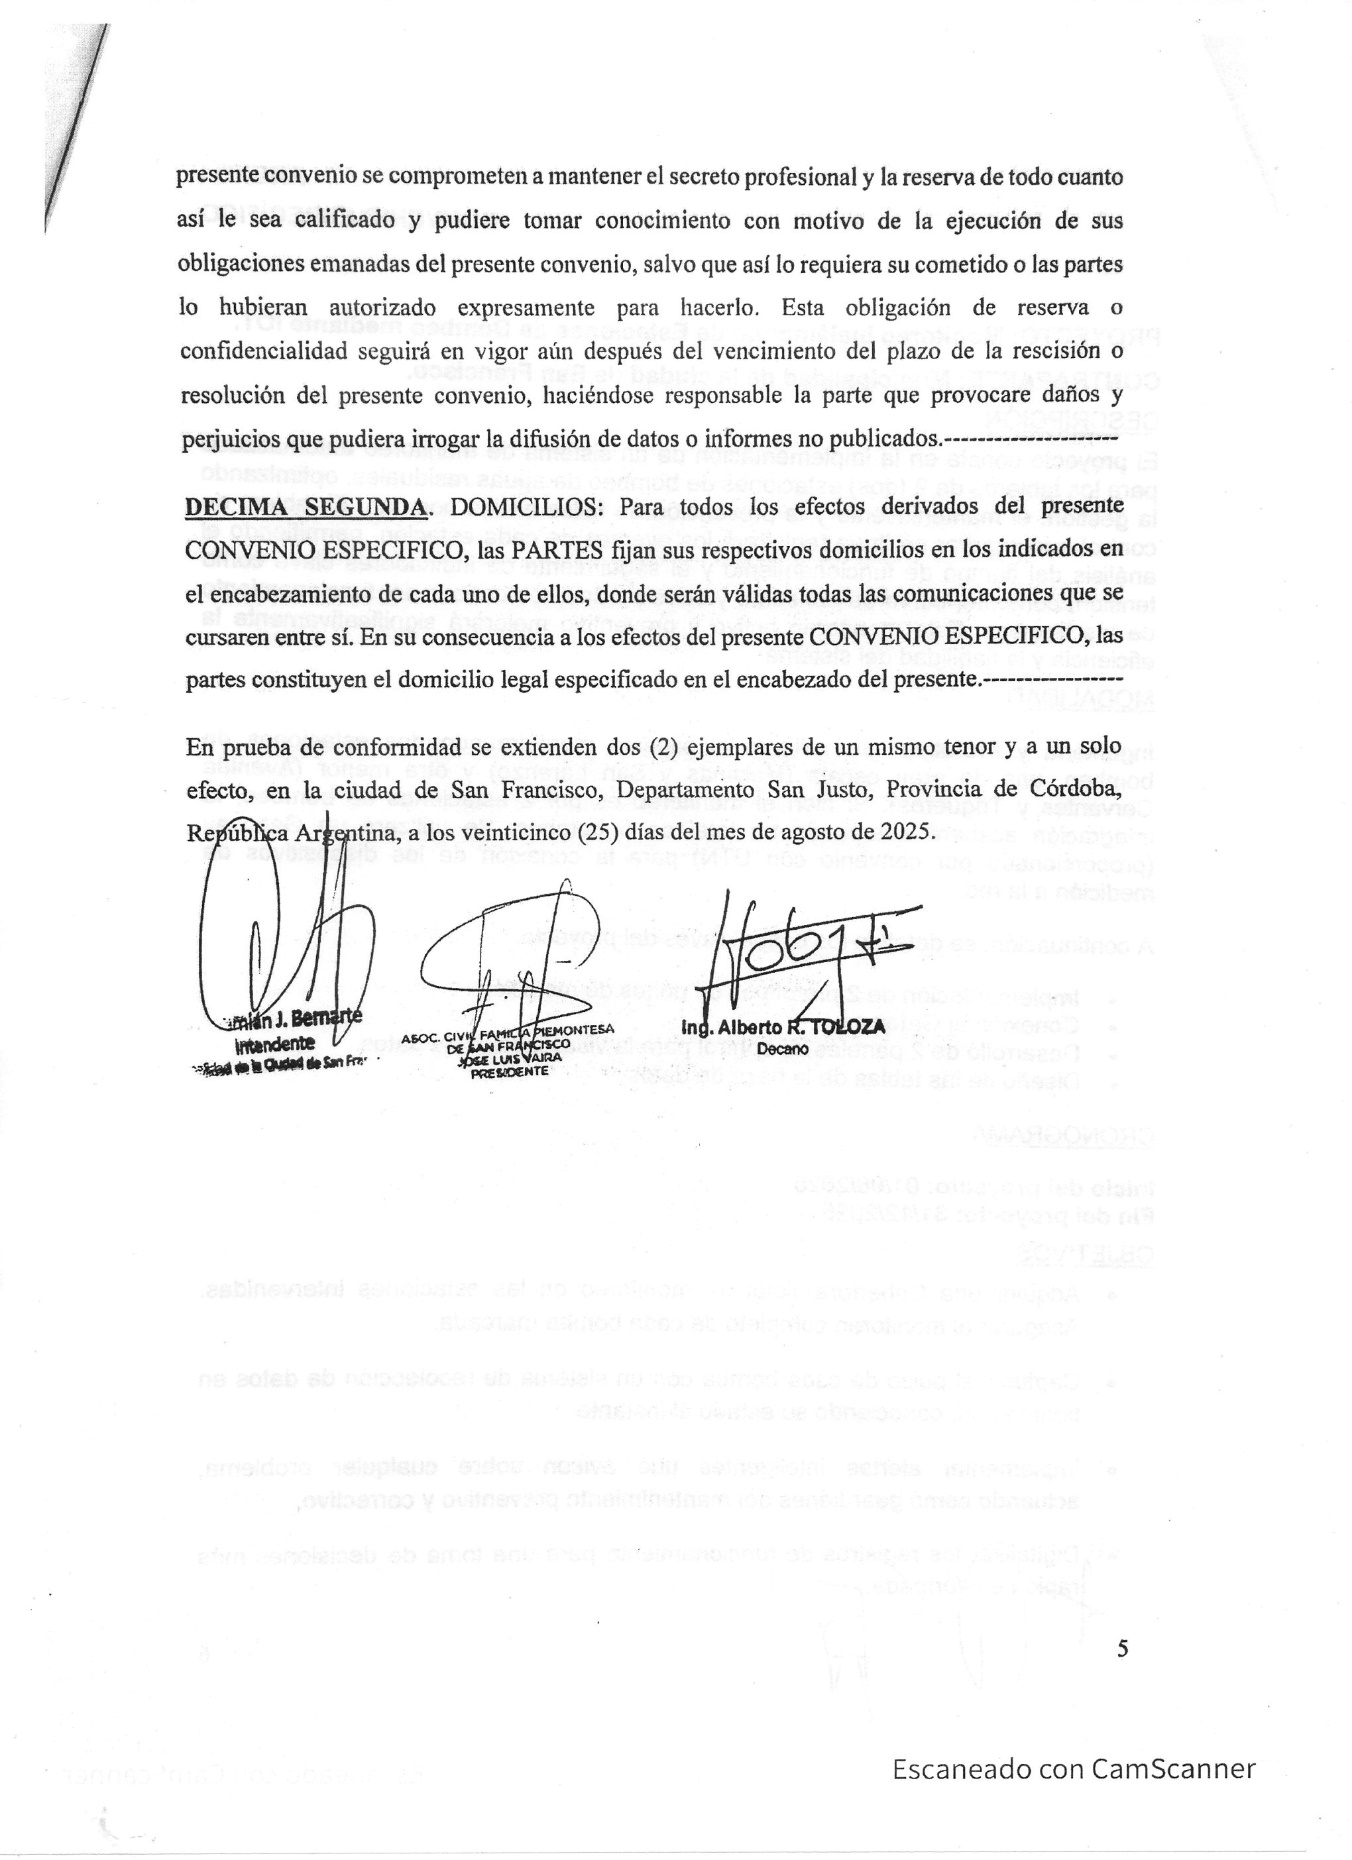 presente convenio se comprometen a mantener el secreto profesional y la reserva de todo cuanto
así le sea calificado y pudiere tomar conocimiento con motivo de la ejecución de sus
obligaciones emanadas del presente convenio, salvo que así lo requiera su cometido o las partes
lo hubieran autorizado expresamente para hacerlo. Esta obligación de reserva o
confidencialidad seguirá en vigor aún después del vencimiento del plazo de la rescisión o
resolución del presente convenio, haciéndose responsable la parte que provocare daños y
perjuicios que pudiera irrogar la difusión de datos o informes no publicados.---------------------
DECIMA SEGUNDA. DOMICILIOS: Para todos los efectos derivados del presente
CONVENIO ESPECIFICO, las PARTES fijan sus respectivos domicilios en los indicados en
el encabezamiento de cada uno de ellos, donde serán válidas todas las comunicaciones que se
cursaren entre sí. En su consecuencia a los efectos del presente CONVENIO ESPECIFICO, las
partes constituyen el domicilio legal especificado en el encabezado del presente.-----------------
En prueba de conformidad se extienden dos (2) ejemplares de un mismo tenor y a un solo
efecto, en la ciudad de San Francisco, Departamento San Justo, Provincia de Córdoba,
República Argentina, a los veinticinco (25) días del mes de agosto de 2025.
J. Bernarte
Intendente
de la Ciudad de San
ASOC. CIVIL FAMILIA PIEMONTESA
DE SAN FRANCISCO
JOSE LUIS VAIRA
PRESIDENTE
Ing. Alberto R. TOLOZA
Decano
5
Escaneado con CamScanner